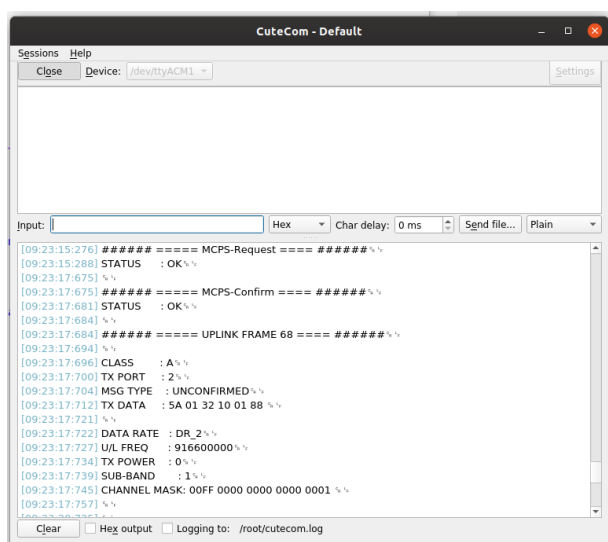 CuteCom - Default
Sessions Help
Close Device: /dev/ttyACM1 Settings
Input: Hex Char delay: 0 ms Send file... Plain
[09:23:15:276] ###### ===== MCPS-Request ==== ######␍␊
[09:23:15:288] STATUS : OK␍␊
[09:23:17:675] ␍␊
[09:23:17:675] ###### ===== MCPS-Confirm ==== ######␍␊
[09:23:17:681] STATUS : OK␍␊
[09:23:17:684] ␍␊
[09:23:17:684] ###### ===== UPLINK FRAME 68 ==== ######␍␊
[09:23:17:694] ␍␊
[09:23:17:696] CLASS : A␍␊
[09:23:17:700] TX PORT : 2␍␊
[09:23:17:704] MSG TYPE : UNCONFIRMED␍␊
[09:23:17:712] TX DATA : 5A 01 32 10 01 88 ␍␊
[09:23:17:721] ␍␊
[09:23:17:722] DATA RATE : DR_2␍␊
[09:23:17:727] U/L FREQ : 916600000␍␊
[09:23:17:734] TX POWER : 0␍␊
[09:23:17:739] SUB-BAND : 1␍␊
[09:23:17:745] CHANNEL MASK: 00FF 0000 0000 0000 0001 ␍␊
[09:23:17:757] ␍␊
Clear Hex output Logging to: /root/cutecom.log